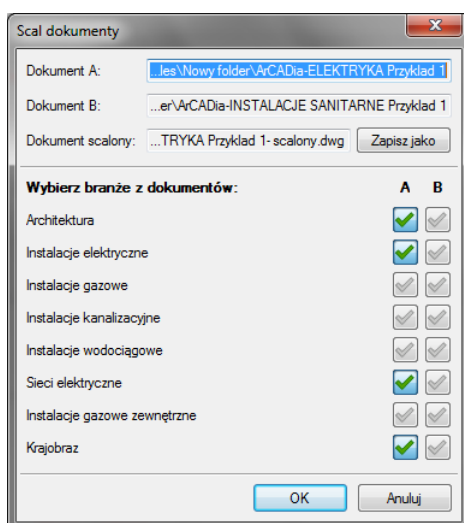 Scal dokumenty
Dokument A: ...les\Nowy folder\ArCADia-ELEKTRYKA Przyklad 1
Dokument B: ...er\ArCADia-INSTALACJE SANITARNE Przyklad 1
Dokument scalony: ...TRYKA Przyklad 1- scalony.dwg Zapisz jako
Wybierz branże z dokumentów: A B
Architektura
Instalacje elektryczne
Instalacje gazowe
Instalacje kanalizacyjne
Instalacje wodociągowe
Sieci elektryczne
Instalacje gazowe zewnętrzne
Krajobraz
OK Anuluj